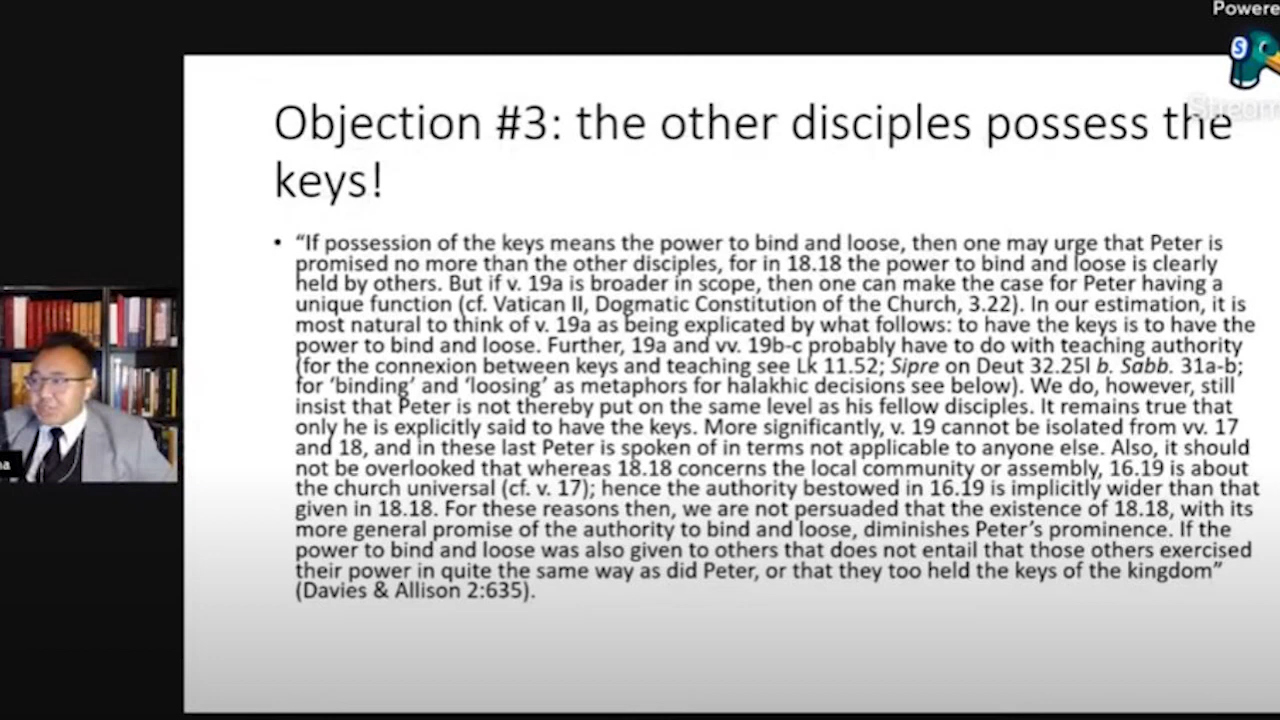 Powere
S
Stream
Objection #3: the other disciples possess the
keys!
• “If possession of the keys means the power to bind and loose, then one may urge that Peter is
promised no more than the other disciples, for in 18.18 the power to bind and loose is clearly
held by others. But if v. 19a is broader in scope, then one can make the case for Peter having a
unique function (cf. Vatican II, Dogmatic Constitution of the Church, 3.22). In our estimation, it is
most natural to think of v. 19a as being explicated by what follows: to have the keys is to have the
power to bind and loose. Further, 19a and vv. 19b-c probably have to do with teaching authority
(for the connexion between keys and teaching see Lk 11.52; Sipre on Deut 32.25l b. Sabb. 31a-b;
for ‘binding’ and ‘loosing’ as metaphors for halakhic decisions see below). We do, however, still
insist that Peter is not thereby put on the same level as his fellow disciples. It remains true that
only he is explicitly said to have the keys. More significantly, v. 19 cannot be isolated from vv. 17
and 18, and in these last Peter is spoken of in terms not applicable to anyone else. Also, it should
not be overlooked that whereas 18.18 concerns the local community or assembly, 16.19 is about
the church universal (cf. v. 17); hence the authority bestowed in 16.19 is implicitly wider than that
given in 18.18. For these reasons then, we are not persuaded that the existence of 18.18, with its
more general promise of the authority to bind and loose, diminishes Peter’s prominence. If the
power to bind and loose was also given to others that does not entail that those others exercised
their power in quite the same way as did Peter, or that they too held the keys of the kingdom”
(Davies & Allison 2:635).
na